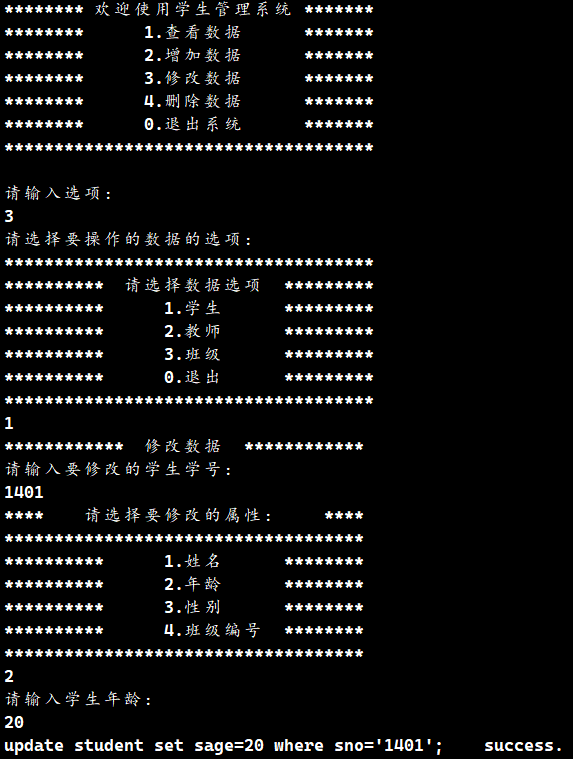 ******** 欢迎使用学生管理系统 *******
********      1.查看数据      *******
********      2.增加数据      *******
********      3.修改数据      *******
********      4.删除数据      *******
********      0.退出系统      *******
*************************************
请输入选项:
3
请选择要操作的数据的选项:
*************************************
**********  请选择数据选项  *********
**********      1.学生      *********
**********      2.教师      *********
**********      3.班级      *********
**********      0.退出      *********
*************************************
1
************  修改数据  ************
请输入要修改的学生学号:
1401
****    请选择要修改的属性:     ****
************************************
**********      1.姓名      ********
**********      2.年龄      ********
**********      3.性别      ********
**********      4.班级编号  ********
************************************
2
请输入学生年龄:
20
update student set sage=20 where sno='1401';    success.